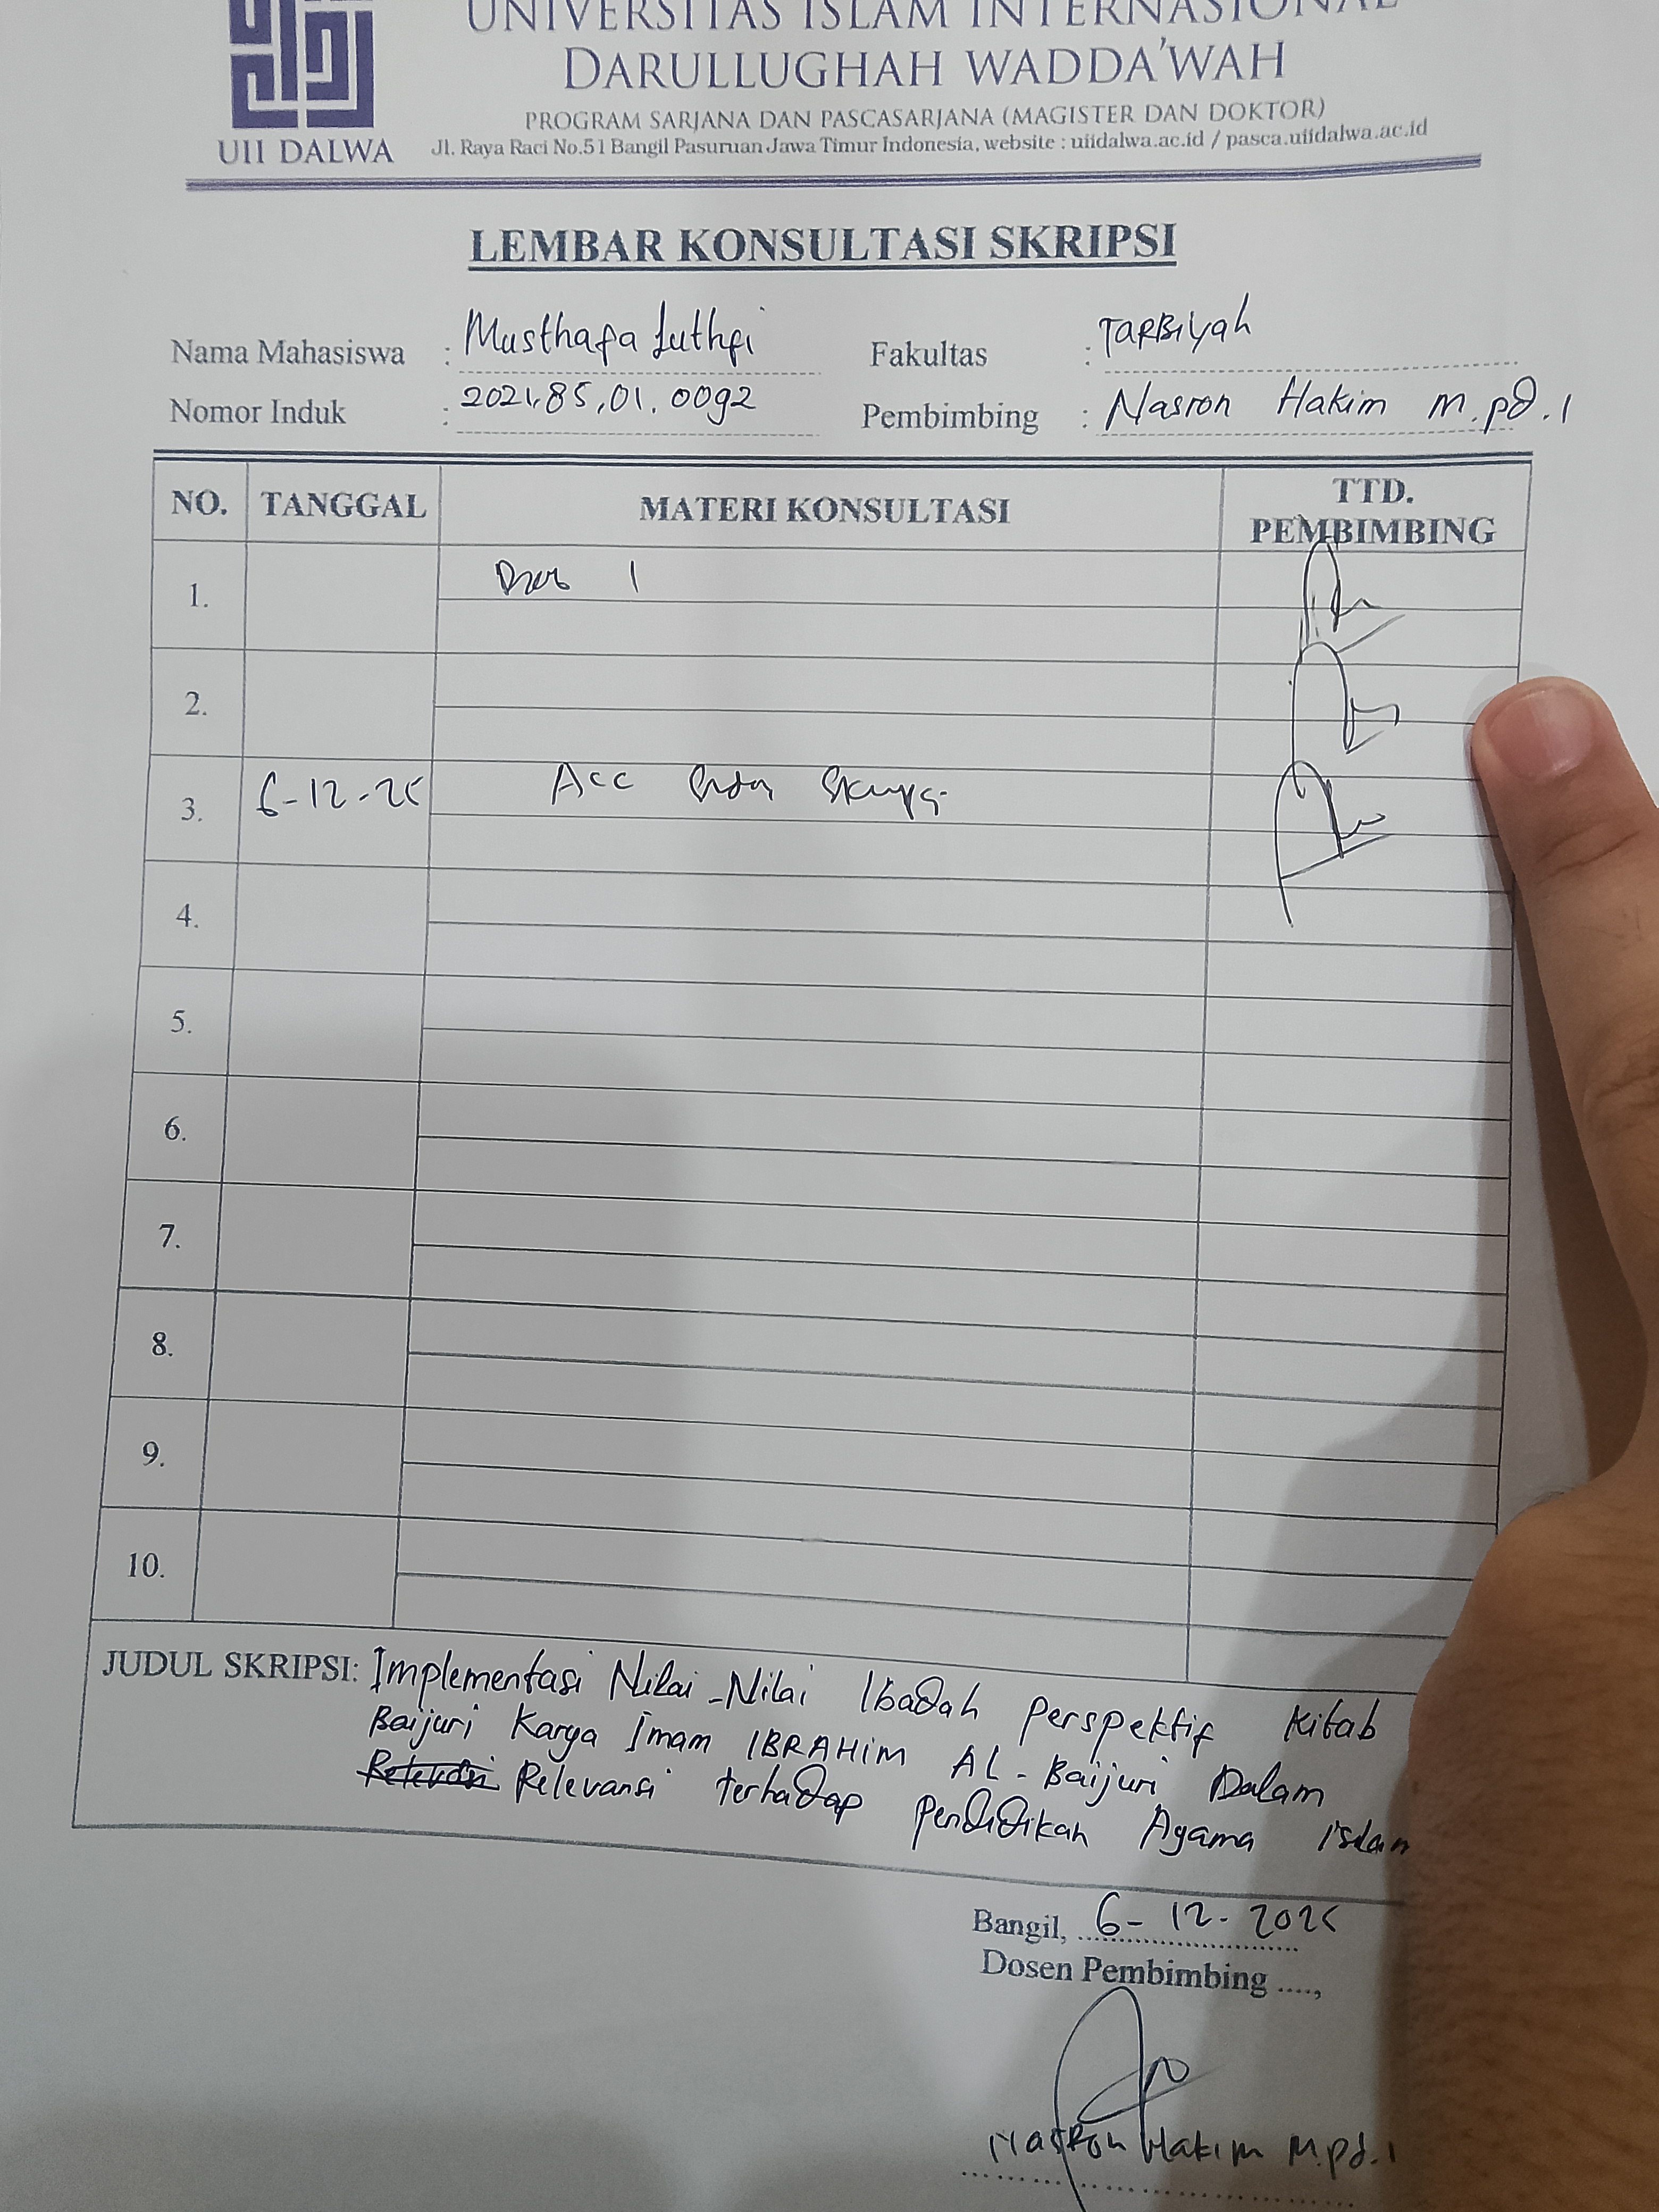 UNIVERSITAS ISLAM INTERNASIONAL
DARULLUGHAH WADDA'WAH
PROGRAM SARJANA DAN PASCASARJANA (MAGISTER DAN DOKTOR)
Jl. Raya Raci No.51 Bangil Pasuruan Jawa Timur Indonesia, website : uiidalwa.ac.id / pasca.uiidalwa.ac.id
UII DALWA
LEMBAR KONSULTASI SKRIPSI
Nama Mahasiswa : Musthafa Luthfi Fakultas : TARBiyah
Nomor Induk : 2021.85.01.0092 Pembimbing : Nasron Hakim M.pd.I
NO. TANGGAL MATERI KONSULTASI TTD. PEMBIMBING
1. 1
2.
3. 6-12-25 Acc Skripsi
4.
5.
6.
7.
8.
9.
10.
JUDUL SKRIPSI: Implementasi Nilai-Nilai Ibadah Perspektif Kitab
Baijuri Karya Imam IBRAHIM AL-Baijuri Dalam
Relevansi terhadap Pendidikan Agama islam
Bangil, 6-12-2025
Dosen Pembimbing ....,
Nasron Hakim M.pd.I